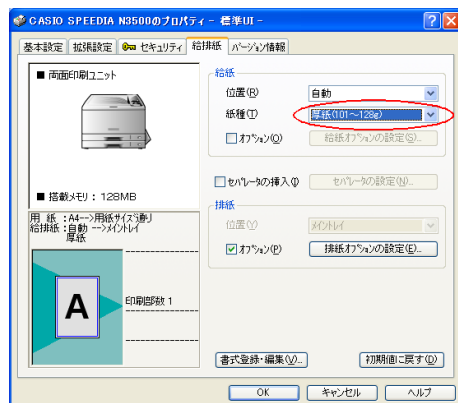 CASIO SPEEDIA N3500のプロパティ - 標準UI -
基本設定 拡張設定 セキュリティ 給排紙 バージョン情報
■ 両面印刷ユニット
■ 搭載メモリ : 128MB
用 紙 : A4-->用紙サイズ通り
給排紙 : 自動 -->メイントレイ
厚紙
A
印刷部数 1
給紙
位置(R) 自動
紙種(T) 厚紙(101～128g)
オプション(O) 給紙オプションの設定(S)...
セパレータの挿入(I) セパレータの設定(N)...
排紙
位置(Y) メイントレイ
オプション(P) 排紙オプションの設定(E)...
書式登録・編集(V)... 初期値に戻す(D)
OK キャンセル ヘルプ